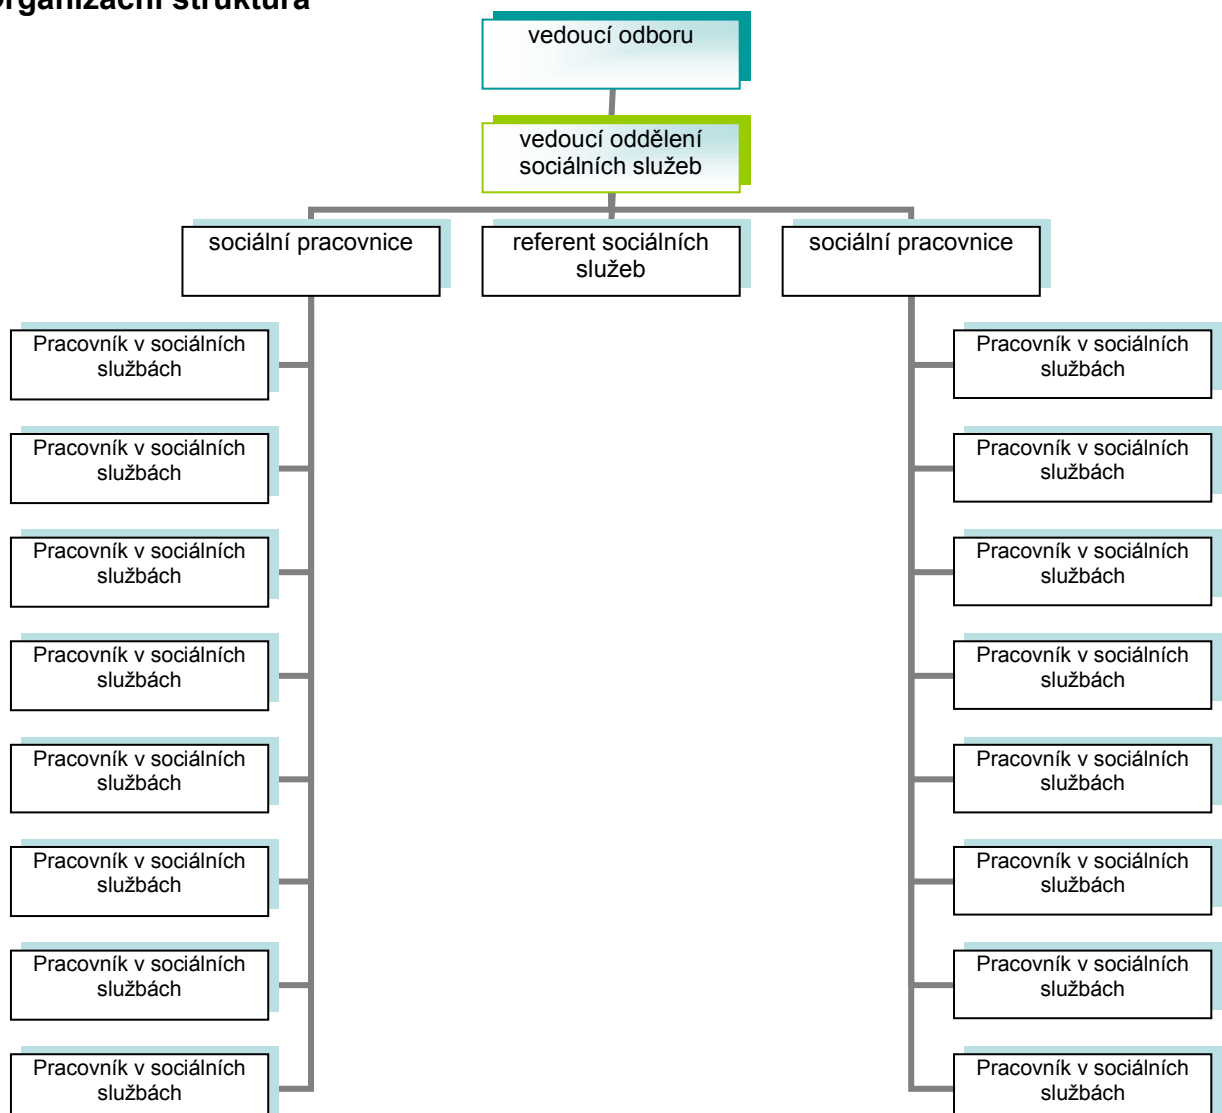 Organizační struktura
vedoucí odboru
vedoucí oddělení
sociálních služeb
sociální pracovnice
referent sociálních
služeb
sociální pracovnice
Pracovník v sociálních
službách
Pracovník v sociálních
službách
Pracovník v sociálních
službách
Pracovník v sociálních
službách
Pracovník v sociálních
službách
Pracovník v sociálních
službách
Pracovník v sociálních
službách
Pracovník v sociálních
službách
Pracovník v sociálních
službách
Pracovník v sociálních
službách
Pracovník v sociálních
službách
Pracovník v sociálních
službách
Pracovník v sociálních
službách
Pracovník v sociálních
službách
Pracovník v sociálních
službách
Pracovník v sociálních
službách